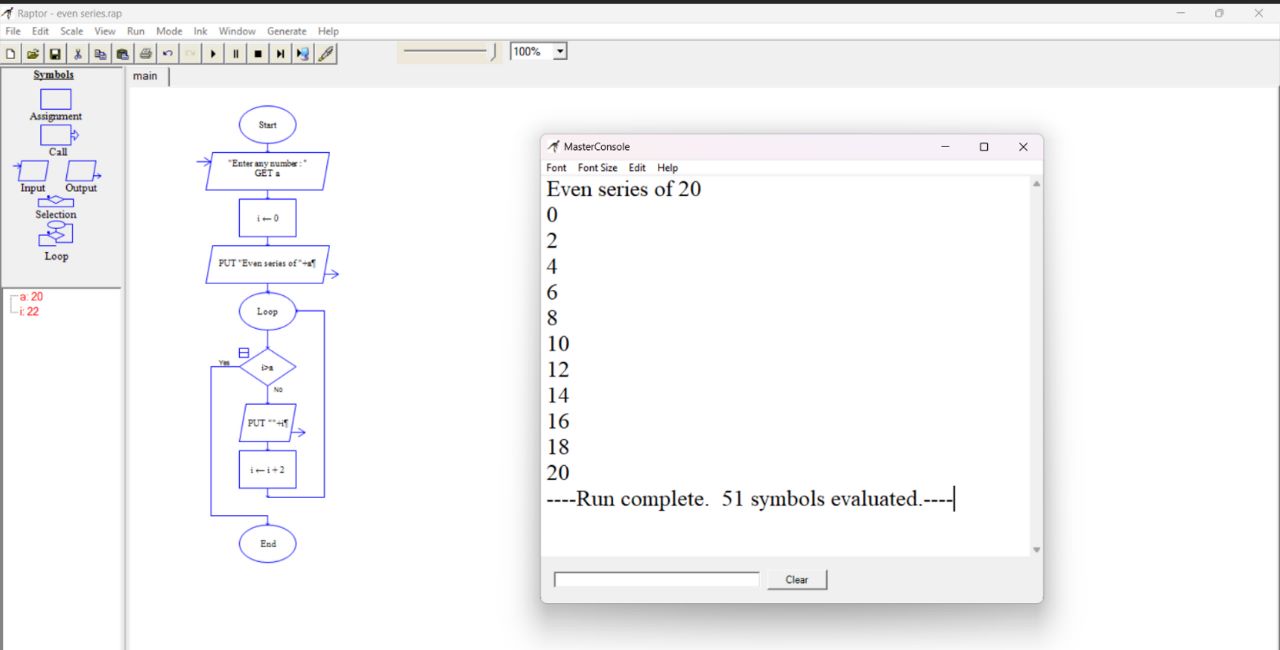 Raptor - even series.rap
File Edit Scale View Run Mode Ink Window Generate Help
100%
Symbols
Assignment
Call
Input Output
Selection
Loop
a: 20
i: 22
main
Start
"Enter any number : "
GET a
i ← 0
PUT "Even series of "+a¶
Loop
Yes
i>a
No
PUT ""+i¶
i ← i + 2
End
MasterConsole
Font Font Size Edit Help
Even series of 20
0
2
4
6
8
10
12
14
16
18
20
----Run complete.  51 symbols evaluated.----
Clear